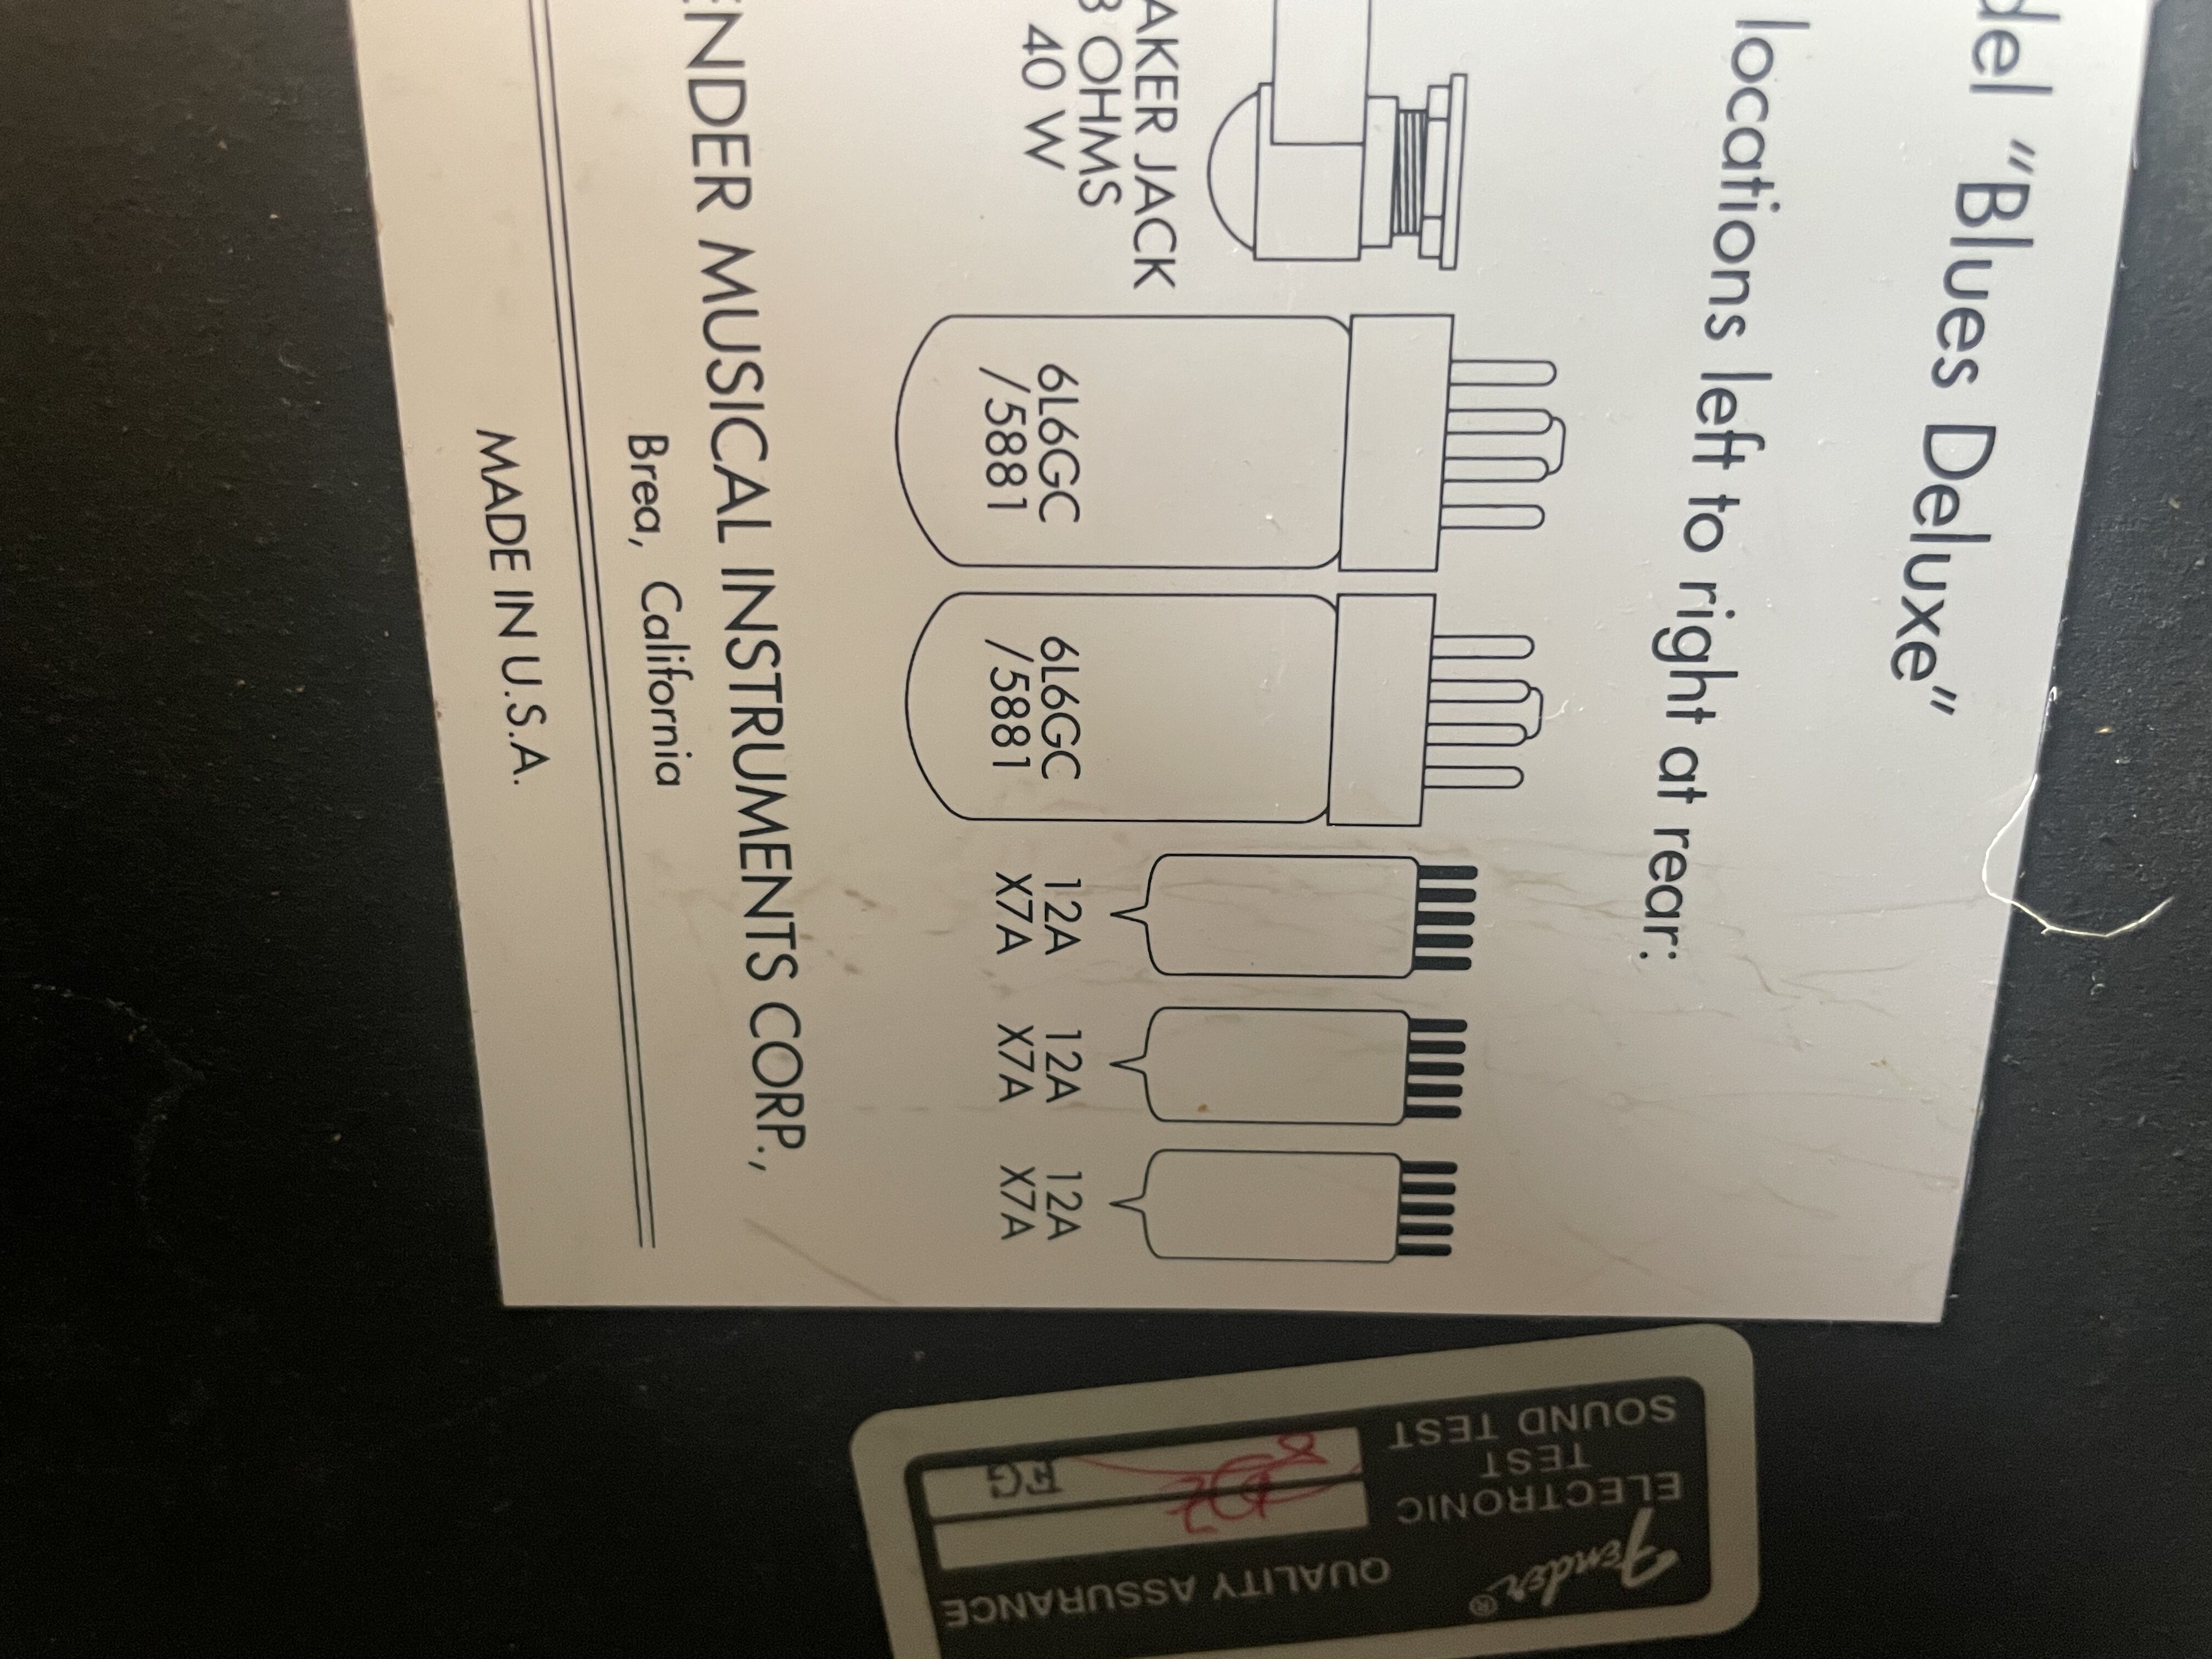 del “Blues Deluxe”
locations left to right at rear:
AKER JACK
8 OHMS
40 W
6L6GC
/5881
6L6GC
/5881
12A
X7A
12A
X7A
12A
X7A
ENDER MUSICAL INSTRUMENTS CORP.,
Brea, California
MADE IN U.S.A.
Fender®
QUALITY ASSURANCE
ELECTRONIC
TEST
SOUND TEST
FG